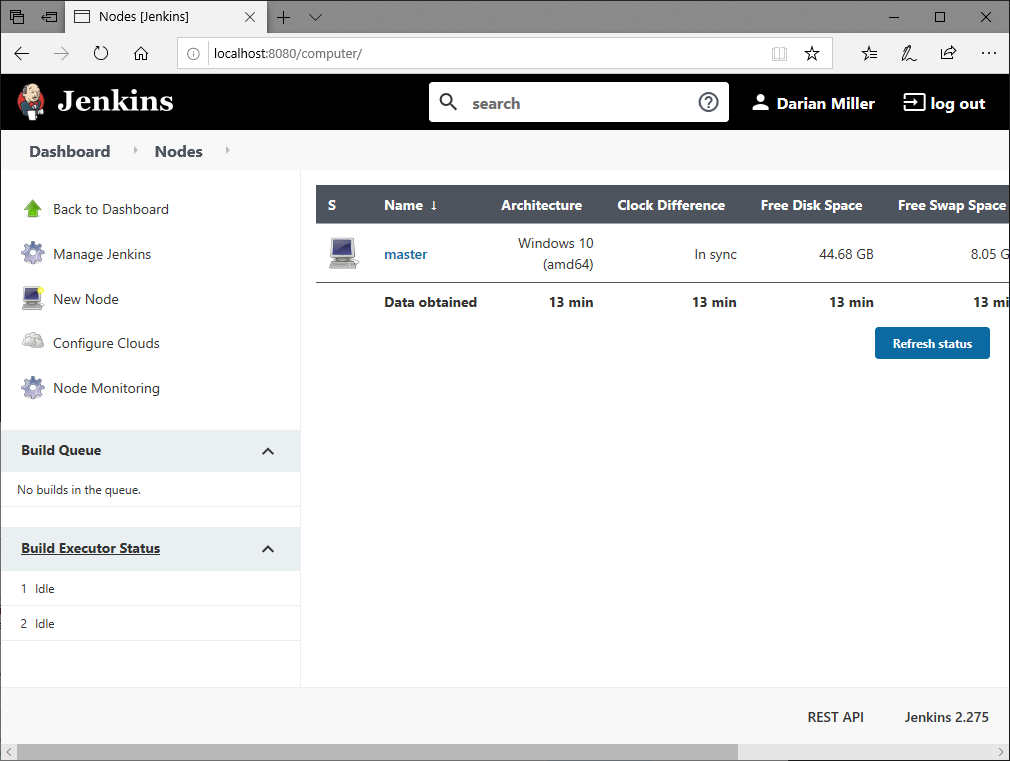 Nodes [Jenkins]
localhost:8080/computer/
Jenkins
search
Darian Miller
log out
Dashboard
Nodes
Back to Dashboard
Manage Jenkins
New Node
Configure Clouds
Node Monitoring
Build Queue
No builds in the queue.
Build Executor Status
1 Idle
2 Idle
S Name ↓ Architecture Clock Difference Free Disk Space Free Swap Space
master Windows 10 (amd64) In sync 44.68 GB 8.05 G
Data obtained 13 min 13 min 13 min 13 mi
Refresh status
REST API Jenkins 2.275